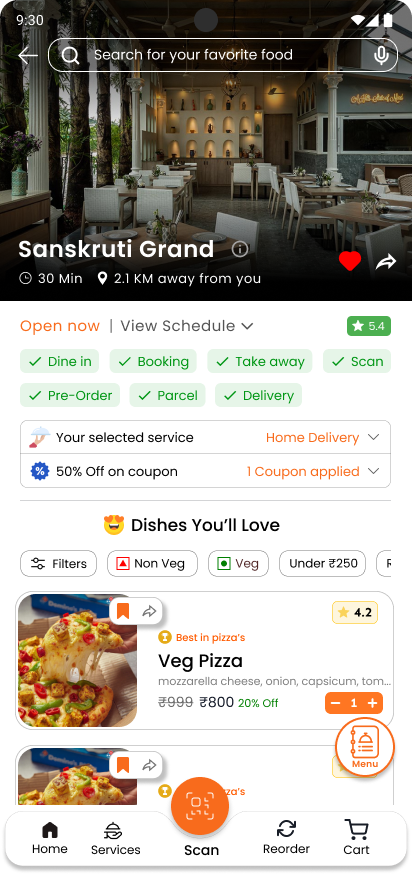 9:30
Search for your favorite food
Sanskruti Grand
30 Min
2.1 KM away from you
Open now | View Schedule
5.4
Dine in
Booking
Take away
Scan
Pre-Order
Parcel
Delivery
Your selected service
Home Delivery
50% Off on coupon
1 Coupon applied
Dishes You’ll Love
Filters
Non Veg
Veg
Under ₹250
4.2
Best in pizza’s
Veg Pizza
mozzarella cheese, onion, capsicum, tom...
₹999 ₹800 20% Off
1
Menu
Home
Services
Scan
Reorder
Cart